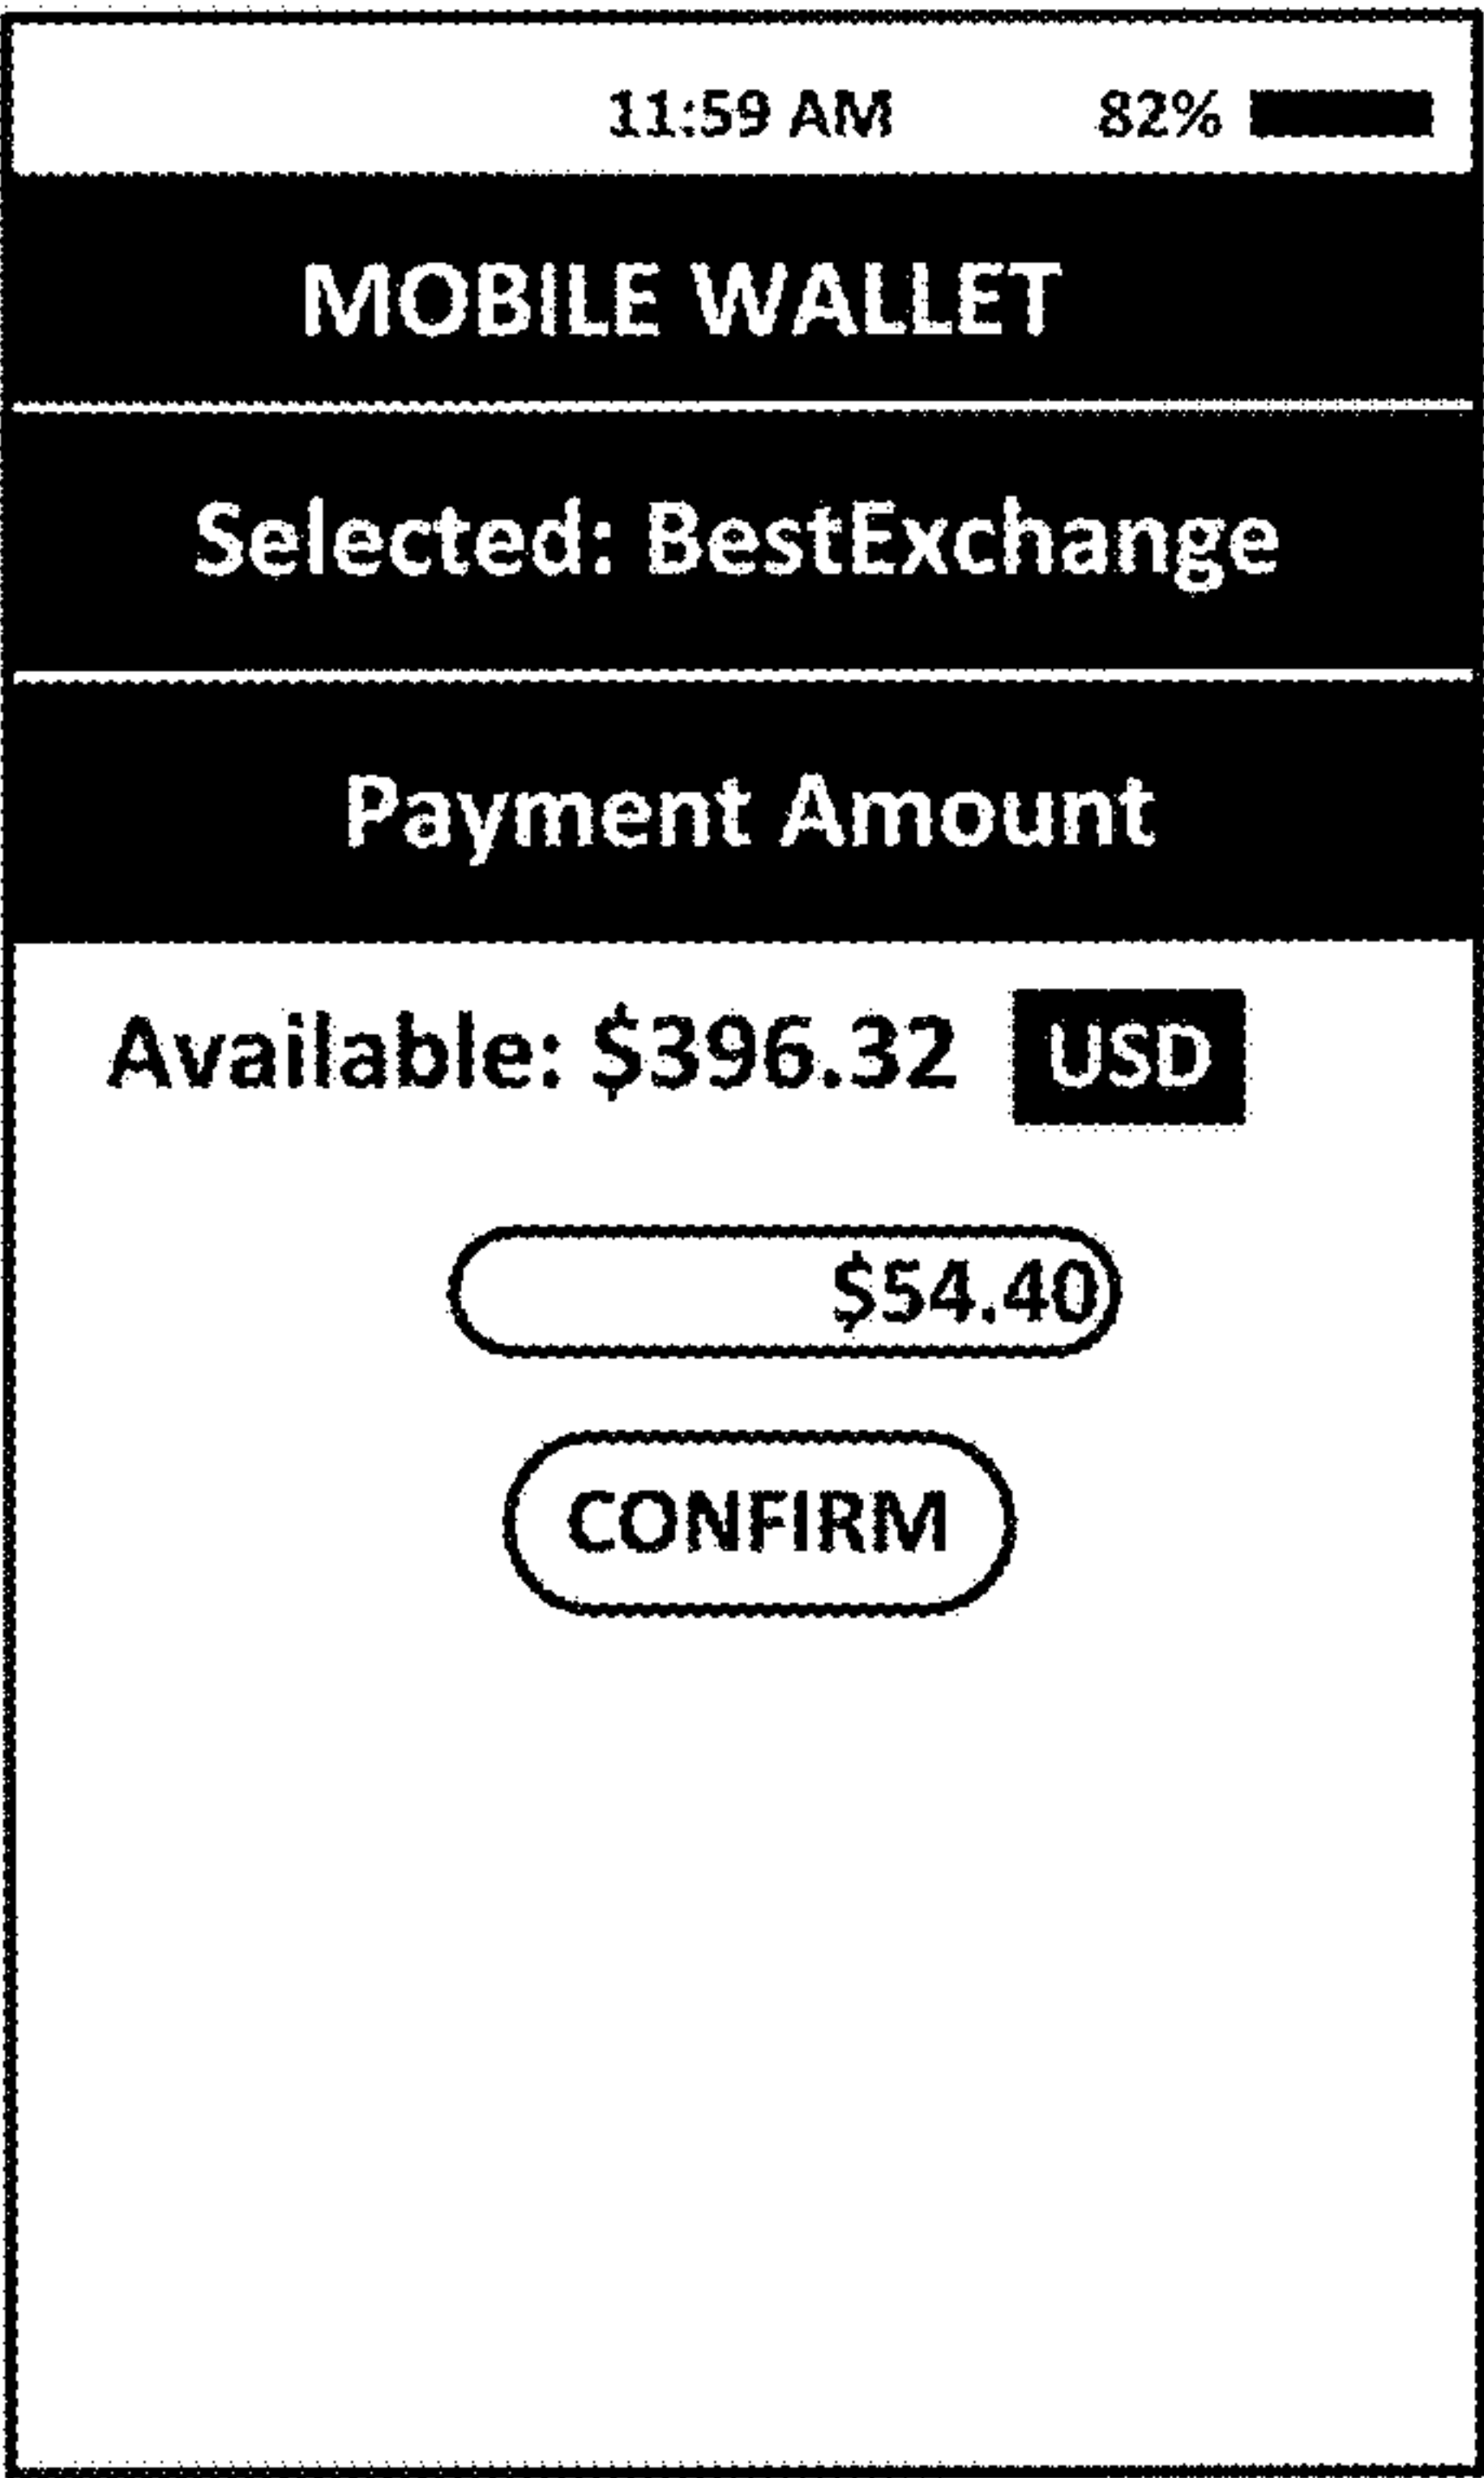 11:59 AM 82%
MOBILE WALLET
Selected: BestExchange
Payment Amount
Available: $396.32 USD
$54.40
CONFIRM